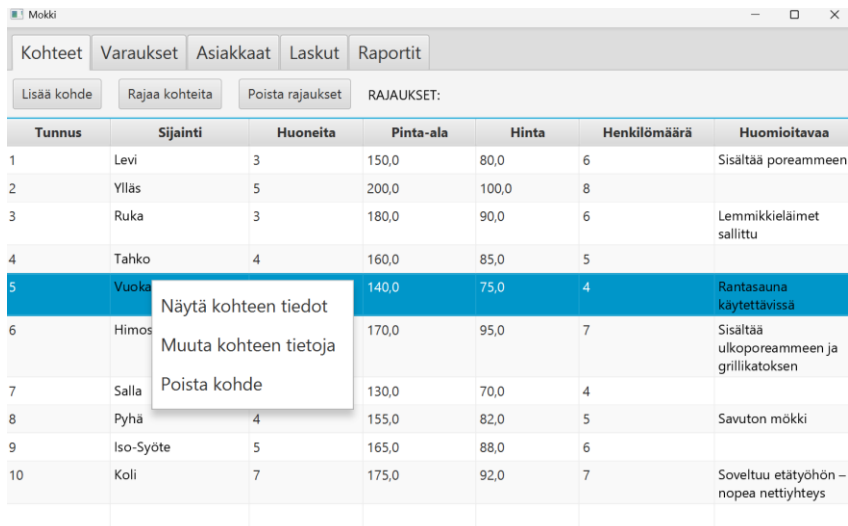 Mokki
Kohteet Varaukset Asiakkaat Laskut Raportit
Lisää kohde Rajaa kohteita Poista rajaukset RAJAUKSET:
Tunnus Sijainti Huoneita Pinta-ala Hinta Henkilömäärä Huomioitavaa
1 Levi 3 150,0 80,0 6 Sisältää poreammeen
2 Ylläs 5 200,0 100,0 8
3 Ruka 3 180,0 90,0 6 Lemmikkieläimet
sallittu
4 Tahko 4 160,0 85,0 5
5 Vuoka 140,0 75,0 4 Rantasauna
käytettävissä
Näytä kohteen tiedot
6 Himos 170,0 95,0 7 Sisältää
ulkoporeammeen ja
grillikatoksen
Muuta kohteen tietoja
Poista kohde
7 Salla 130,0 70,0 4
8 Pyhä 4 155,0 82,0 5 Savuton mökki
9 Iso-Syöte 5 165,0 88,0 6
10 Koli 7 175,0 92,0 7 Soveltuu etätyöhön –
nopea nettiyhteys